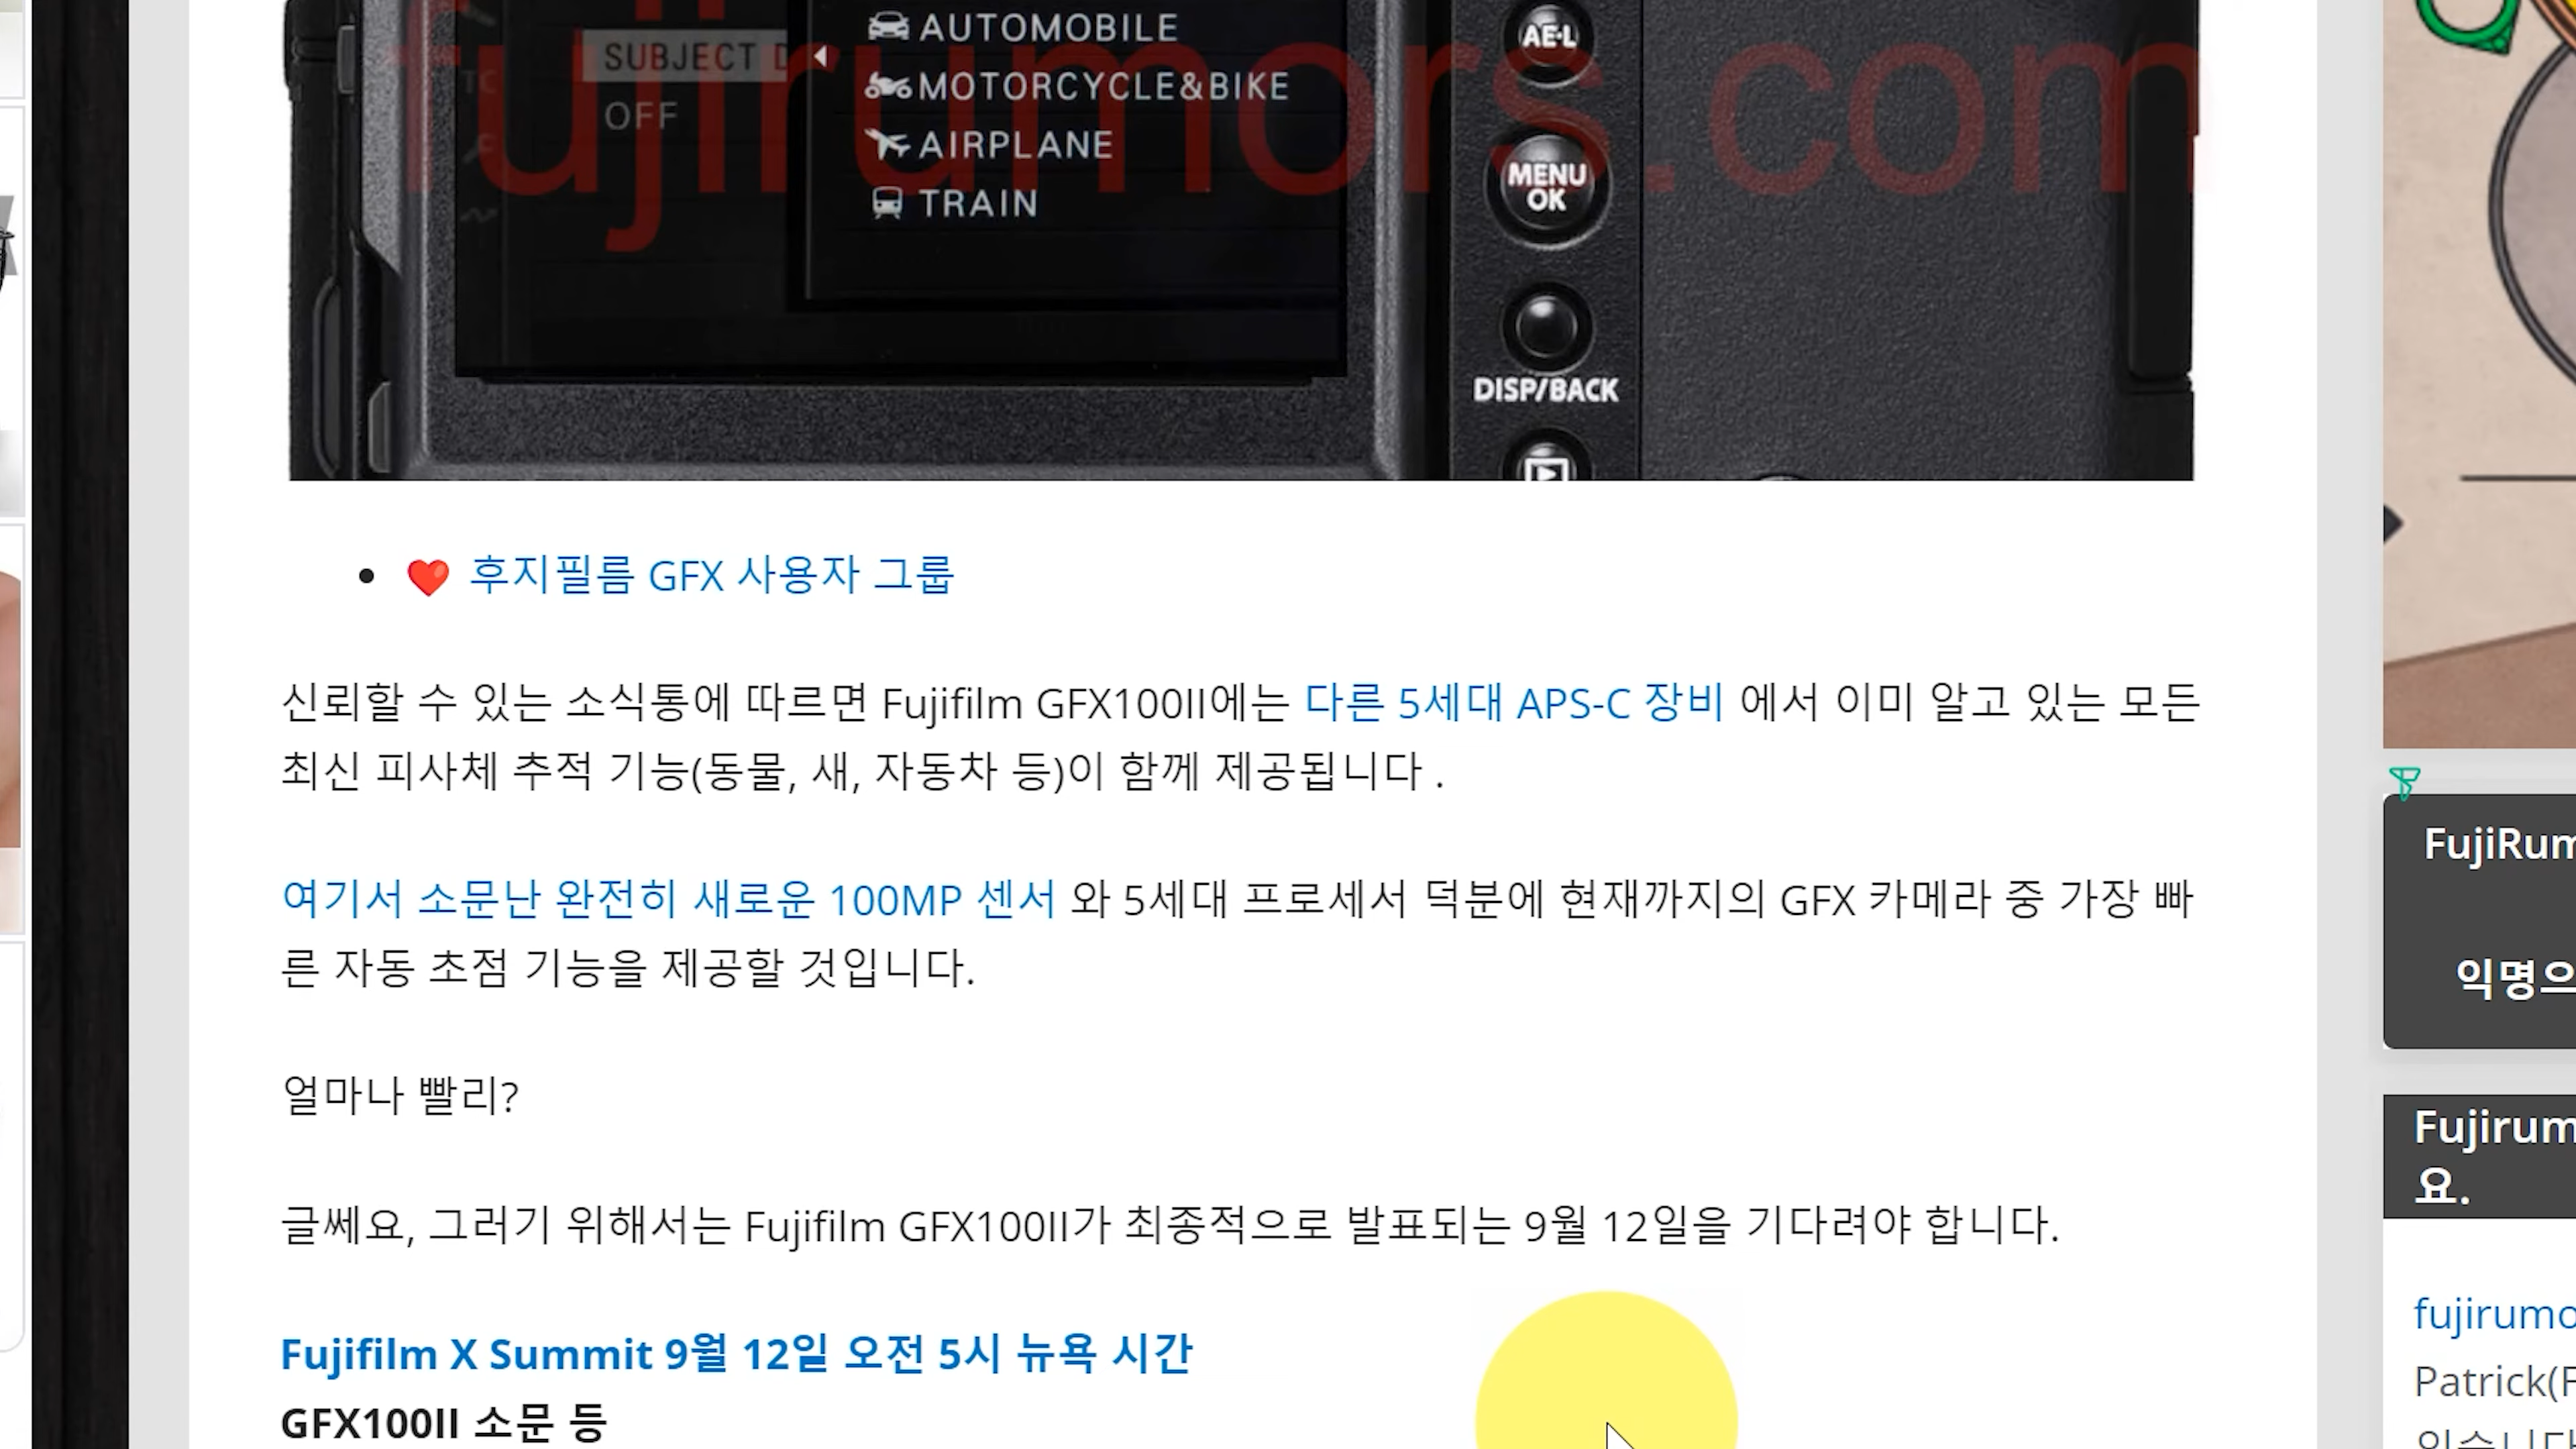 AUTOMOBILE
SUBJECT D
MOTORCYCLE&BIKE
OFF
AIRPLANE
TRAIN
fujirumors.com
AE-L
MENU
OK
DISP/BACK
후지필름 GFX 사용자 그룹
신뢰할 수 있는 소식통에 따르면 Fujifilm GFX100II에는 다른 5세대 APS-C 장비 에서 이미 알고 있는 모든
최신 피사체 추적 기능(동물, 새, 자동차 등)이 함께 제공됩니다 .
여기서 소문난 완전히 새로운 100MP 센서 와 5세대 프로세서 덕분에 현재까지의 GFX 카메라 중 가장 빠
른 자동 초점 기능을 제공할 것입니다.
얼마나 빨리?
글쎄요, 그러기 위해서는 Fujifilm GFX100II가 최종적으로 발표되는 9월 12일을 기다려야 합니다.
Fujifilm X Summit 9월 12일 오전 5시 뉴욕 시간
GFX100II 소문 등
FujiRum
익명으
Fujirum
요.
fujirumo
Patrick(F